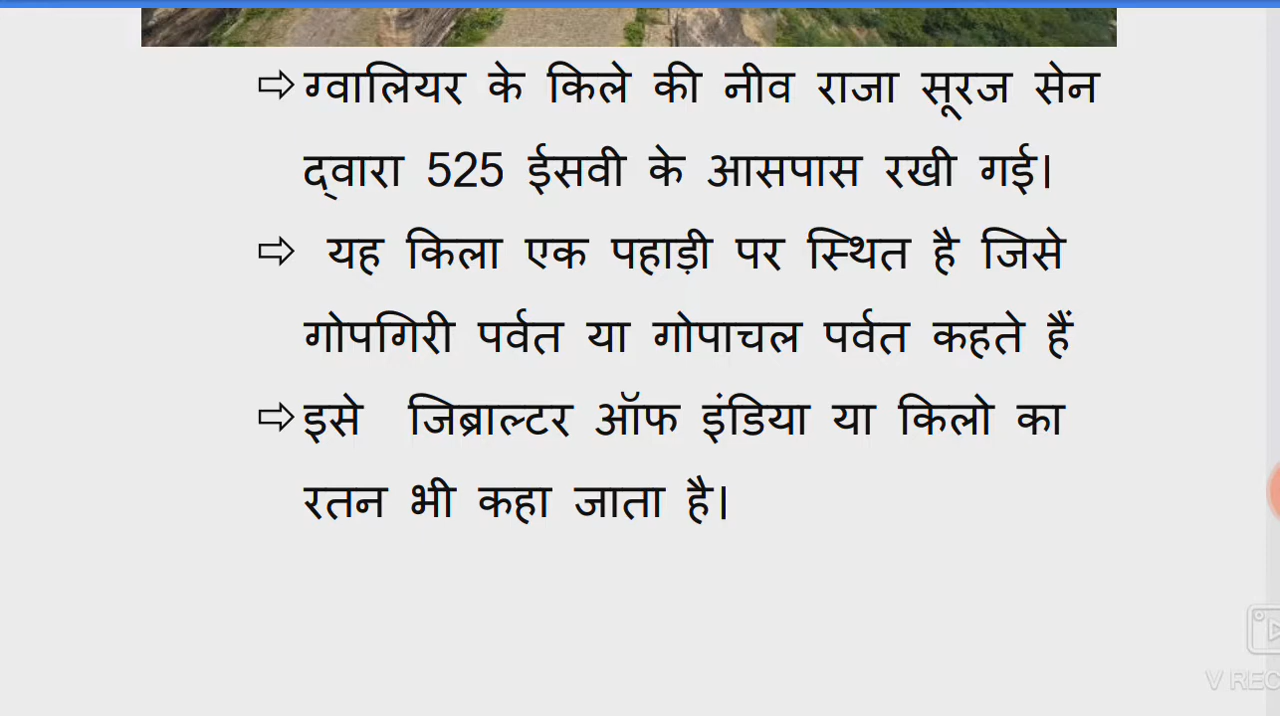 ⇨ग्वालियर के किले की नीव राजा सूरज सेन
द्वारा 525 ईसवी के आसपास रखी गई।
⇨ यह किला एक पहाड़ी पर स्थित है जिसे
गोपगिरी पर्वत या गोपाचल पर्वत कहते हैं
⇨इसे जिब्राल्टर ऑफ इंडिया या किलो का
रतन भी कहा जाता है।
V REC